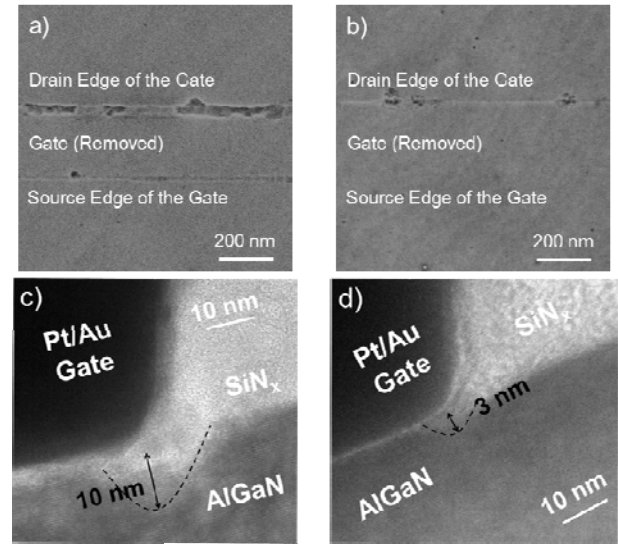 a)
Drain Edge of the Gate
Gate (Removed)
Source Edge of the Gate
200 nm
b)
Drain Edge of the Gate
Gate (Removed)
Source Edge of the Gate
200 nm
c)
Pt/Au
Gate
10 nm
SiNx
10 nm
AlGaN
d)
Pt/Au
Gate
SiNx
3 nm
AlGaN
10 nm